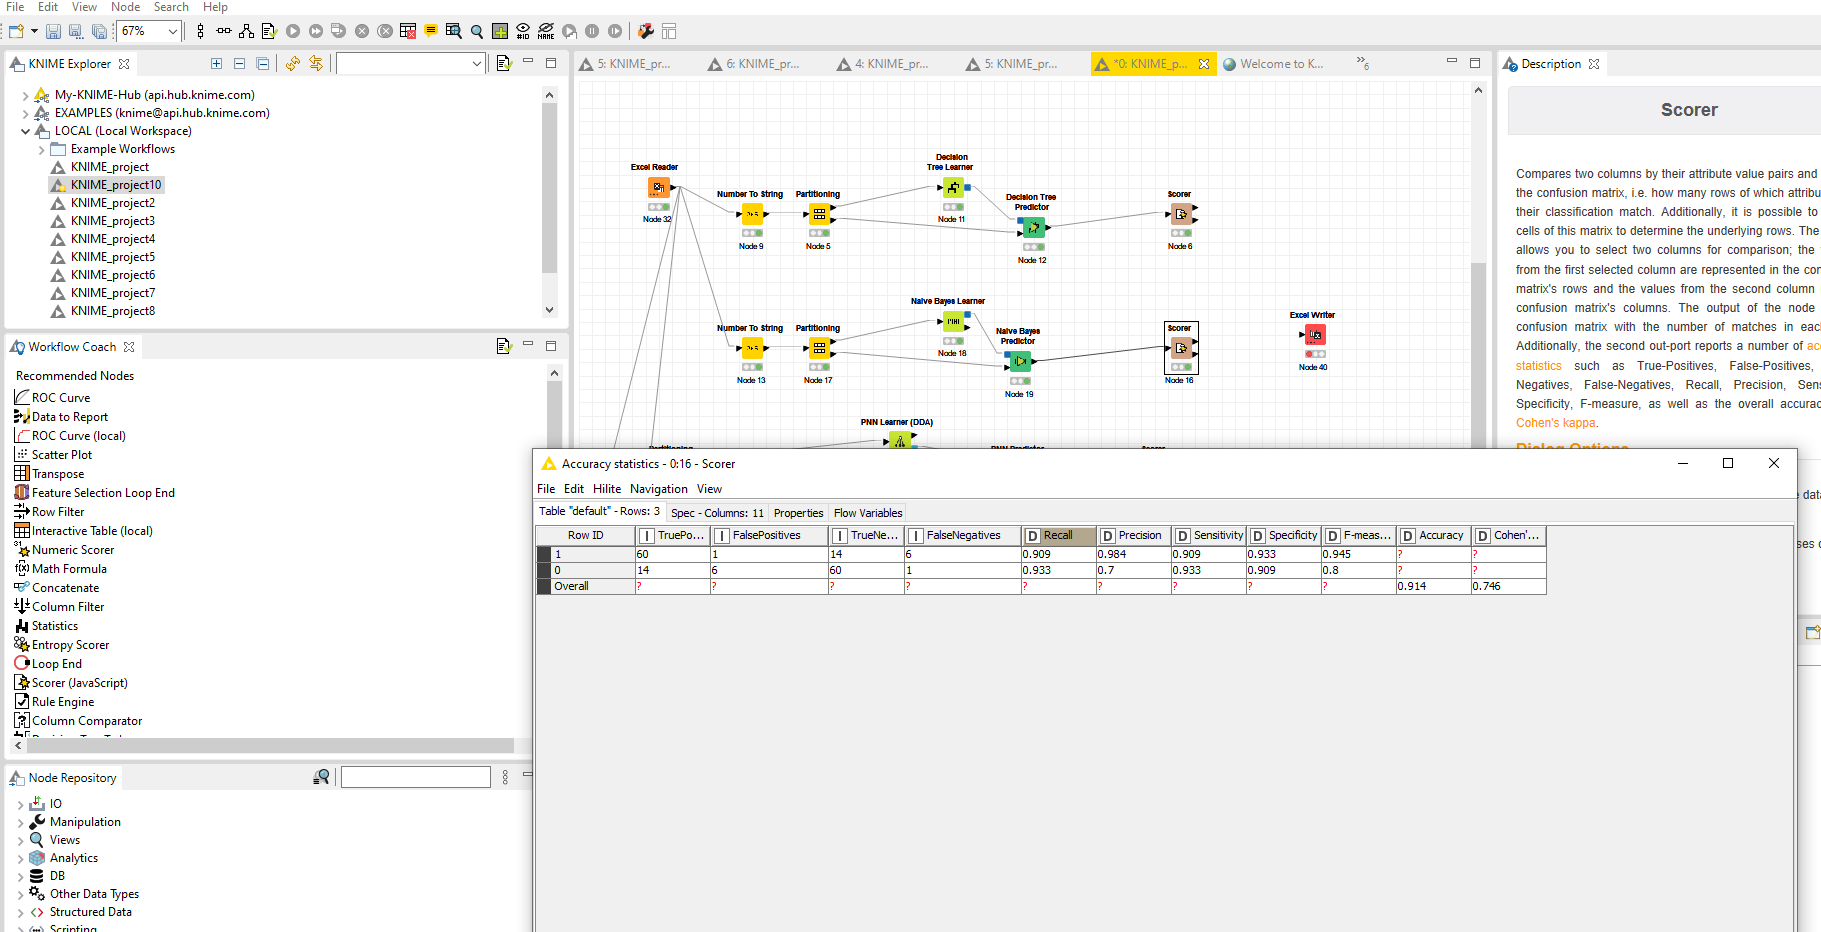 File Edit View Node Search Help
67%
KNIME Explorer
My-KNIME-Hub (api.hub.knime.com)
EXAMPLES (knime@api.hub.knime.com)
LOCAL (Local Workspace)
Example Workflows
KNIME_project
KNIME_project10
KNIME_project2
KNIME_project3
KNIME_project4
KNIME_project5
KNIME_project6
KNIME_project7
KNIME_project8
Workflow Coach
Recommended Nodes
ROC Curve
Data to Report
ROC Curve (local)
Scatter Plot
Transpose
Feature Selection Loop End
Row Filter
Interactive Table (local)
Numeric Scorer
Math Formula
Concatenate
Column Filter
Statistics
Entropy Scorer
Loop End
Scorer (JavaScript)
Rule Engine
Column Comparator
Node Repository
IO
Manipulation
Views
Analytics
DB
Other Data Types
Structured Data
Scripting
5: KNIME_pr... 6: KNIME_pr... 4: KNIME_pr... 5: KNIME_pr... *0: KNIME_p... Welcome to K... »6
Excel Reader
Node 32
Number To String
Node 9
Partitioning
Node 5
Decision
Tree Learner
Node 11
Decision Tree
Predictor
Node 12
Scorer
Node 6
Number To String
Node 13
Partitioning
Node 17
Naive Bayes Learner
Node 18
Naive Bayes
Predictor
Node 19
Scorer
Node 16
Excel Writer
Node 40
PNN Learner (DDA)
Description
Scorer
Compares two columns by their attribute value pairs and
the confusion matrix, i.e. how many rows of which attribu
their classification match. Additionally, it is possible to
cells of this matrix to determine the underlying rows. The
allows you to select two columns for comparison; the
from the first selected column are represented in the con
matrix's rows and the values from the second column
confusion matrix's columns. The output of the node
confusion matrix with the number of matches in eac
Additionally, the second out-port reports a number of ac
statistics such as True-Positives, False-Positives,
Negatives, False-Negatives, Recall, Precision, Sens
Specificity, F-measure, as well as the overall accurac
Cohen's kappa.
Dialog Options
Accuracy statistics - 0:16 - Scorer
File Edit Hilite Navigation View
Table "default" - Rows: 3 Spec - Columns: 11 Properties Flow Variables
Row ID I TruePo... I FalsePositives I TrueNe... I FalseNegatives D Recall D Precision D Sensitivity D Specificity D F-meas... D Accuracy D Cohen'...
1 60 1 14 6 0.909 0.984 0.909 0.933 0.945 ? ?
0 14 6 60 1 0.933 0.7 0.933 0.909 0.8 ? ?
Overall ? ? ? ? ? ? ? ? ? 0.914 0.746